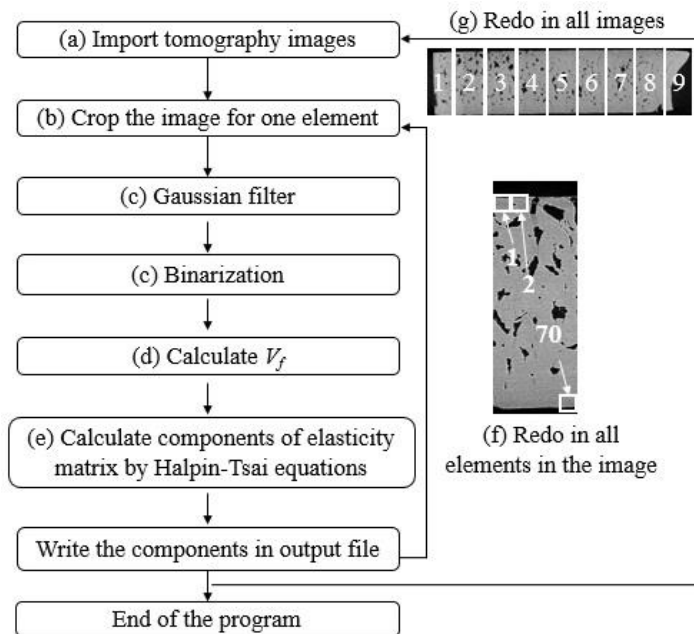 (g) Redo in all images
(a) Import tomography images
1 2 3 4 5 6 7 8 9
(b) Crop the image for one element
(c) Gaussian filter
1
2
(c) Binarization
70
(d) Calculate V_f
(f) Redo in all
elements in the image
(e) Calculate components of elasticity
matrix by Halpin-Tsai equations
Write the components in output file
End of the program